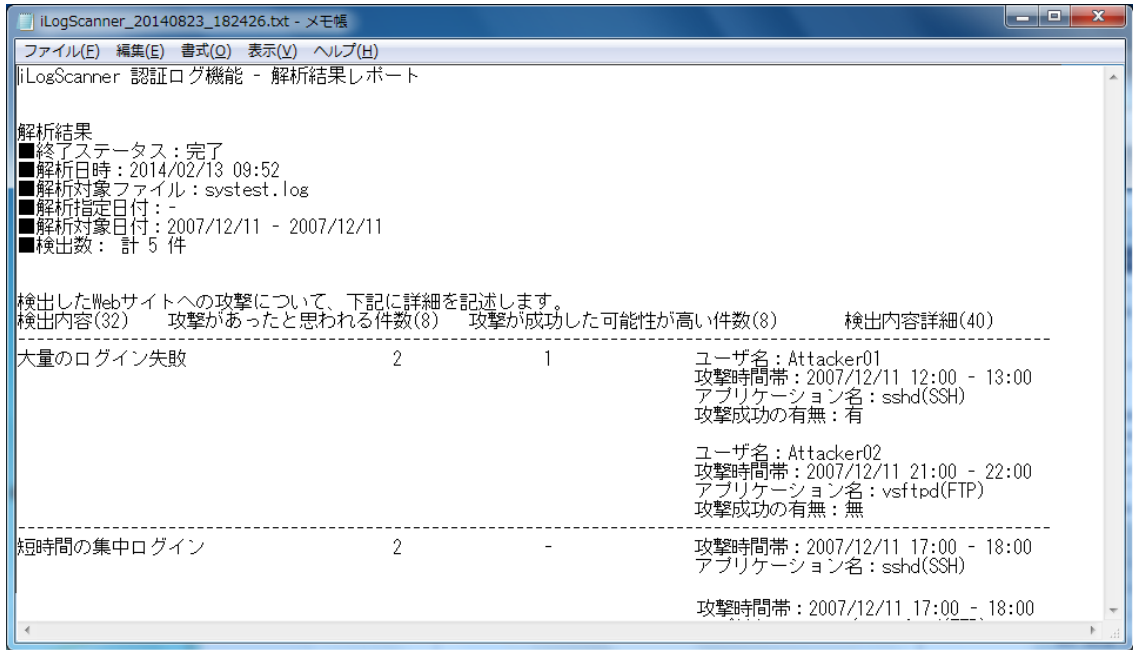 iLogScanner_20140823_182426.txt - メモ帳
ファイル(F) 編集(E) 書式(O) 表示(V) ヘルプ(H)
iLogScanner 認証ログ機能 - 解析結果レポート
解析結果
■終了ステータス：完了
■解析日時：2014/02/13 09:52
■解析対象ファイル：systest.log
■解析指定日付：-
■解析対象日付：2007/12/11 - 2007/12/11
■検出数： 計 5 件
検出したWebサイトへの攻撃について、下記に詳細を記述します。
検出内容(32) 攻撃があったと思われる件数(8) 攻撃が成功した可能性が高い件数(8) 検出内容詳細(40)
大量のログイン失敗 2 1 ユーザ名：Attacker01
攻撃時間帯：2007/12/11 12:00 - 13:00
アプリケーション名：sshd(SSH)
攻撃成功の有無：有
ユーザ名：Attacker02
攻撃時間帯：2007/12/11 21:00 - 22:00
アプリケーション名：vsftpd(FTP)
攻撃成功の有無：無
短時間の集中ログイン 2 - 攻撃時間帯：2007/12/11 17:00 - 18:00
アプリケーション名：sshd(SSH)
攻撃時間帯：2007/12/11 17:00 - 18:00